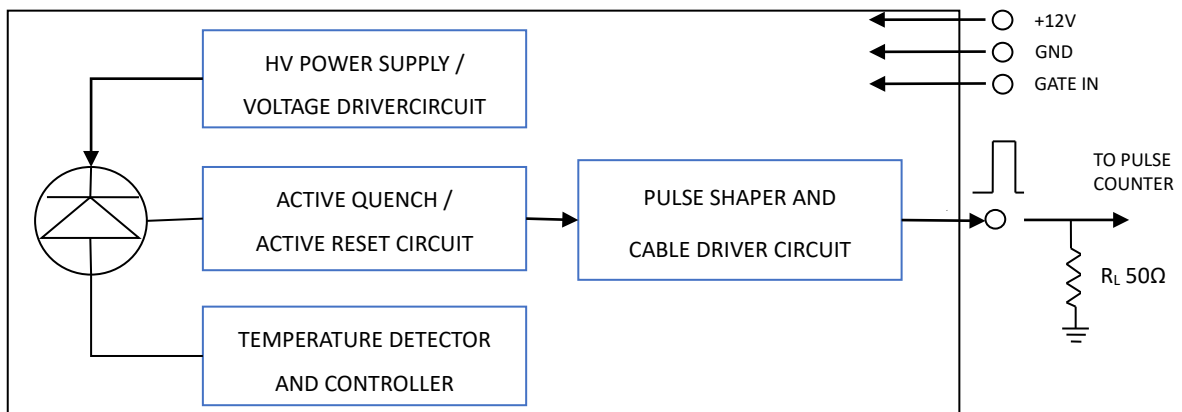 +12V
GND
GATE IN
HV POWER SUPPLY /
VOLTAGE DRIVERCIRCUIT
ACTIVE QUENCH /
ACTIVE RESET CIRCUIT
PULSE SHAPER AND
CABLE DRIVER CIRCUIT
TO PULSE
COUNTER
RL 50Ω
TEMPERATURE DETECTOR
AND CONTROLLER